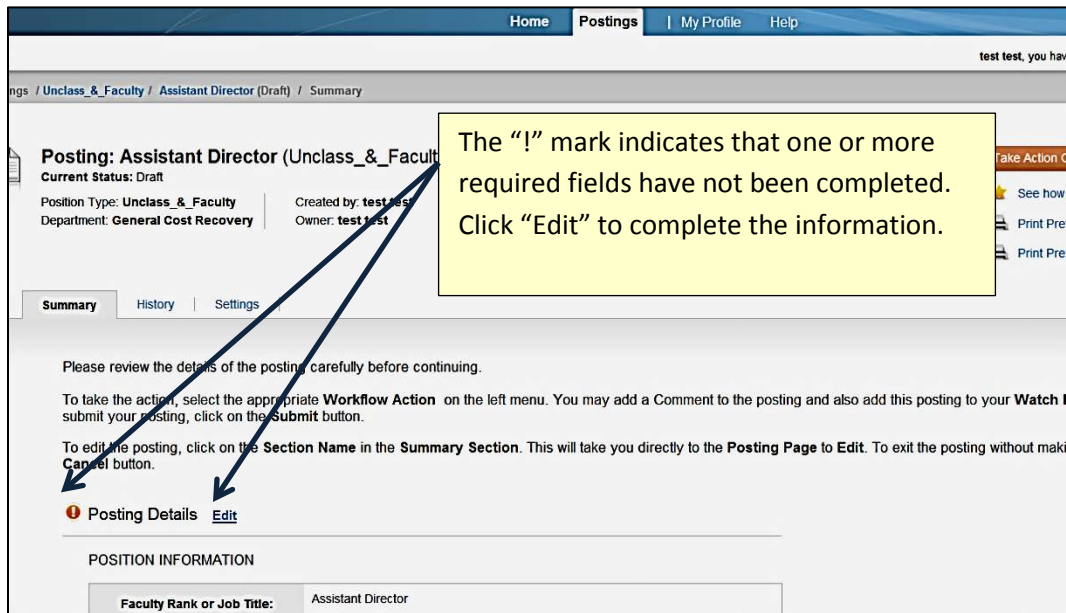 Home Postings | My Profile Help
test test, you hav
ngs / Unclass_&_Faculty / Assistant Director (Draft) / Summary
Posting: Assistant Director (Unclass_&_Facult
Current Status: Draft
Position Type: Unclass_&_Faculty
Department: General Cost Recovery
Created by: test test
Owner: test test
The “!” mark indicates that one or more
required fields have not been completed.
Click “Edit” to complete the information.
Take Action O
See how
Print Pre
Print Pre
Summary History | Settings
Please review the details of the posting carefully before continuing.
To take the action, select the appropriate Workflow Action on the left menu. You may add a Comment to the posting and also add this posting to your Watch
submit your posting, click on the Submit button.
To edit the posting, click on the Section Name in the Summary Section. This will take you directly to the Posting Page to Edit. To exit the posting without maki
Cancel button.
! Posting Details Edit
POSITION INFORMATION
Faculty Rank or Job Title: Assistant Director